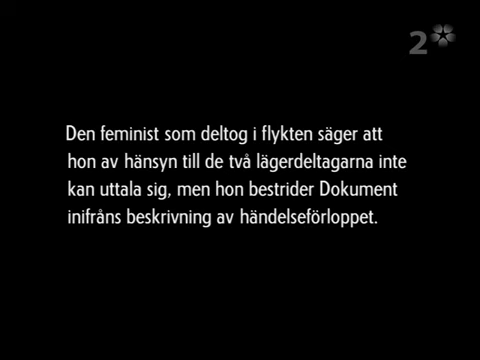 2
Den feminist som deltog i flykten säger att
hon av hänsyn till de två lägerdeltagarna inte
kan uttala sig, men hon bestrider Dokument
inifråns beskrivning av händelseförloppet.